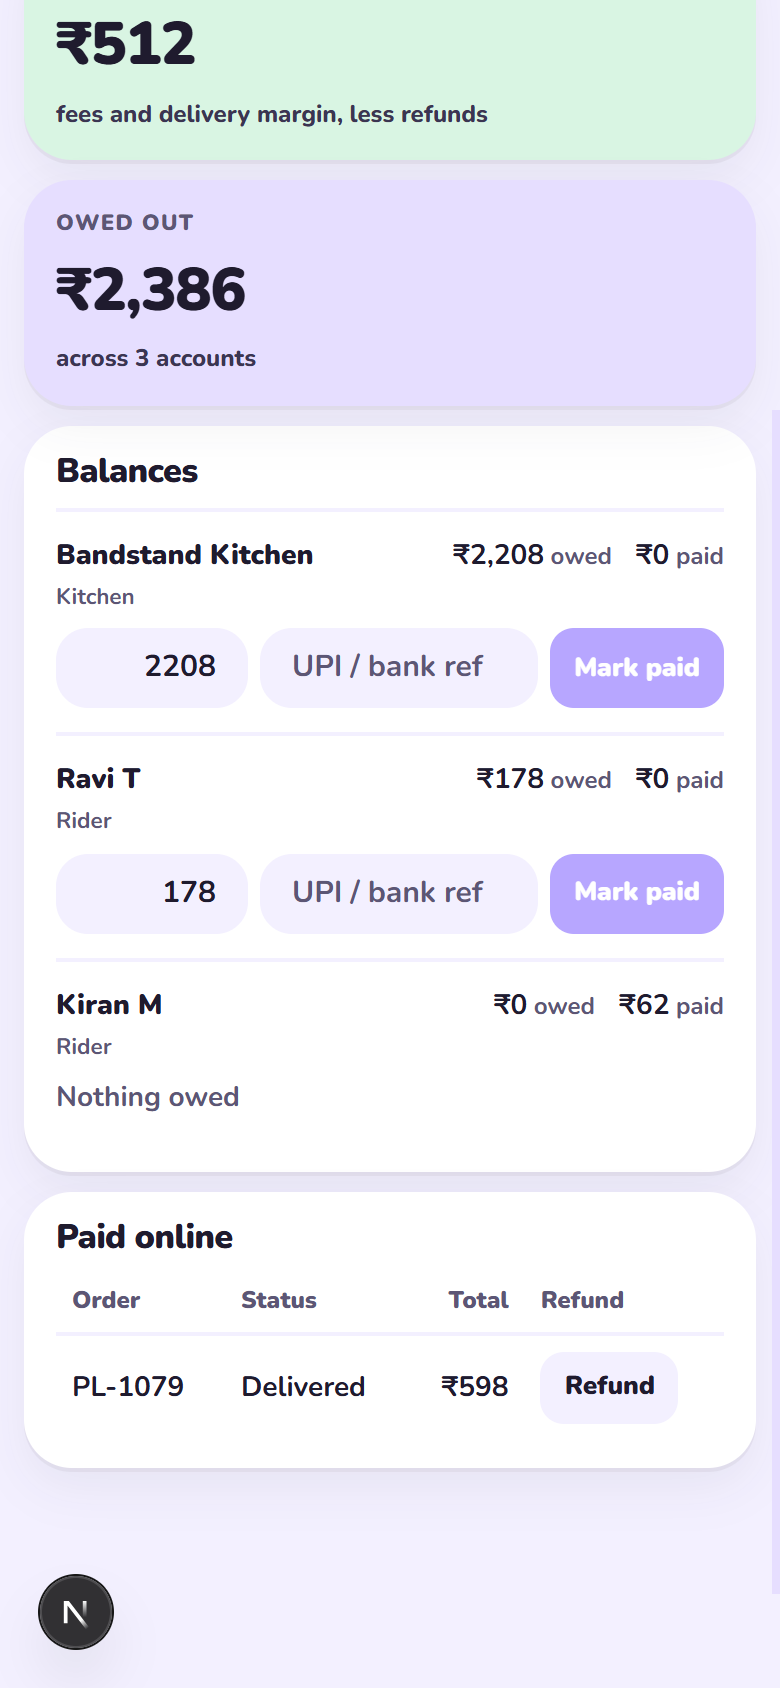 ₹512
fees and delivery margin, less refunds
OWED OUT
₹2,386
across 3 accounts
Balances
Bandstand Kitchen ₹2,208 owed ₹0 paid
Kitchen
2208 UPI / bank ref Mark paid
Ravi T ₹178 owed ₹0 paid
Rider
178 UPI / bank ref Mark paid
Kiran M ₹0 owed ₹62 paid
Rider
Nothing owed
Paid online
Order Status Total Refund
PL-1079 Delivered ₹598 Refund
N